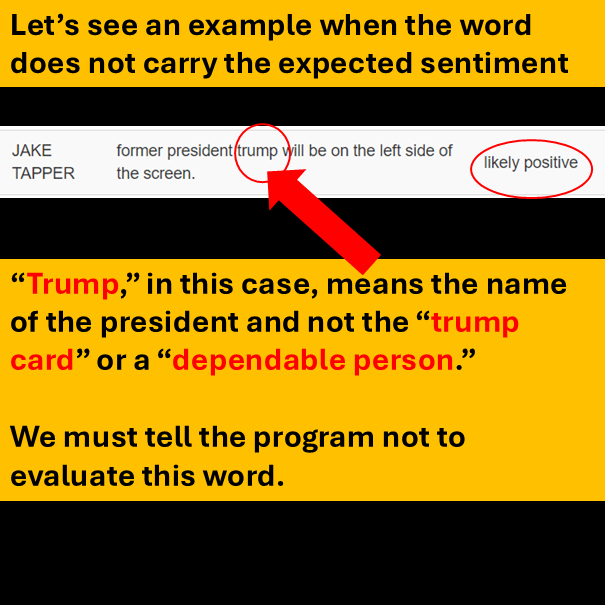 Let’s see an example when the word
does not carry the expected sentiment
JAKE
TAPPER
former president trump will be on the left side of
the screen.
likely positive
“Trump,” in this case, means the name
of the president and not the “trump
card” or a “dependable person.”
We must tell the program not to
evaluate this word.